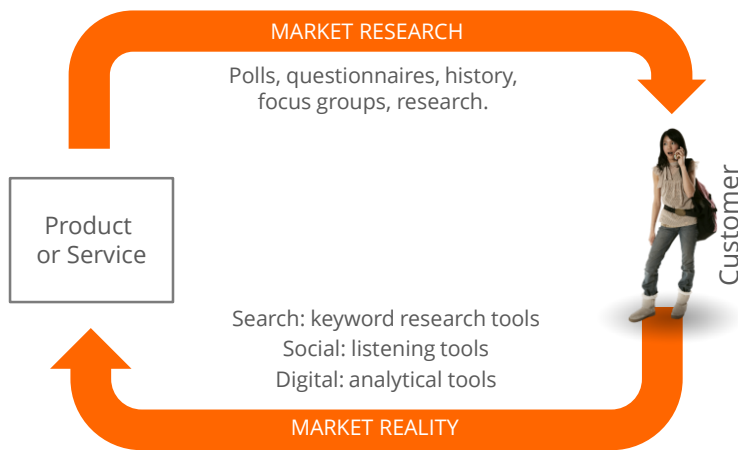 MARKET RESEARCH
Polls, questionnaires, history,
focus groups, research.
Product
or Service
Customer
Search: keyword research tools
Social: listening tools
Digital: analytical tools
MARKET REALITY